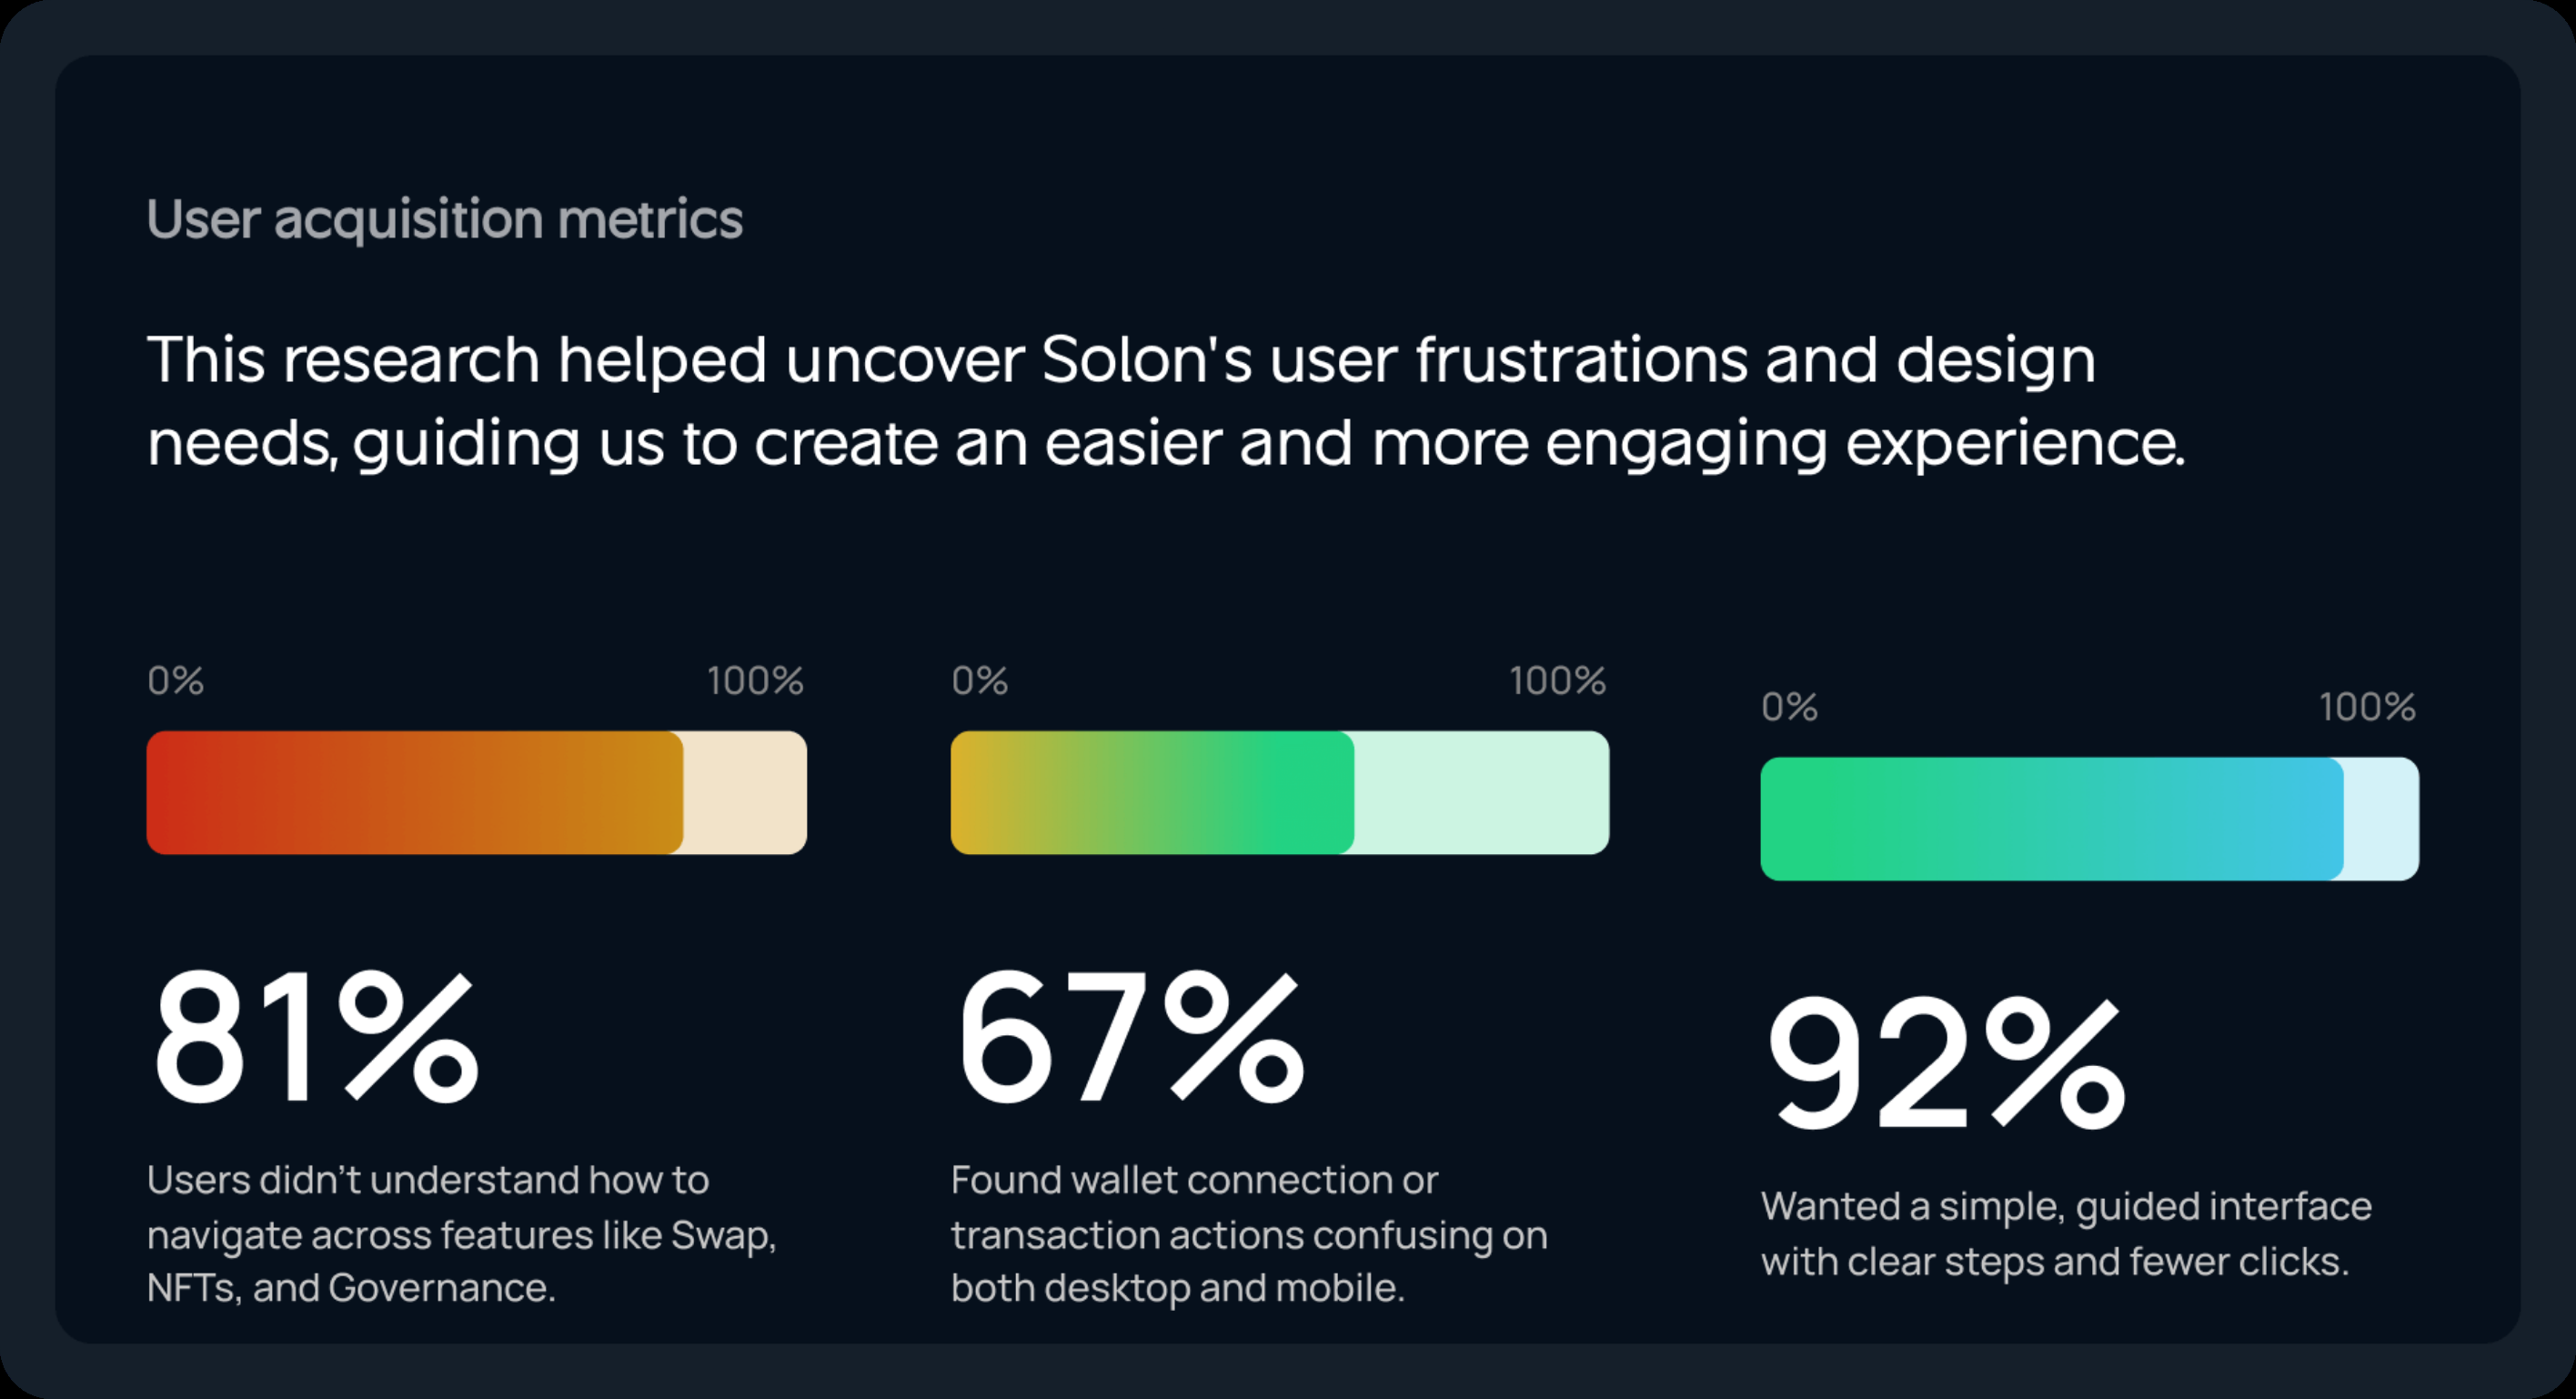 User acquisition metrics
This research helped uncover Solon's user frustrations and design
needs, guiding us to create an easier and more engaging experience.
0% 100%
81%
Users didn’t understand how to
navigate across features like Swap,
NFTs, and Governance.
0% 100%
67%
Found wallet connection or
transaction actions confusing on
both desktop and mobile.
0% 100%
92%
Wanted a simple, guided interface
with clear steps and fewer clicks.